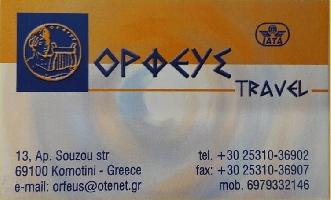 ΟΡΦΕΥΣ
IATA
TRAVEL
13, Ap. Souzou str
69100 Komotini - Greece
e-mail: orfeus@otenet.gr
tel. +30 25310-36902
fax: +30 25310-36907
mob. 6979332146